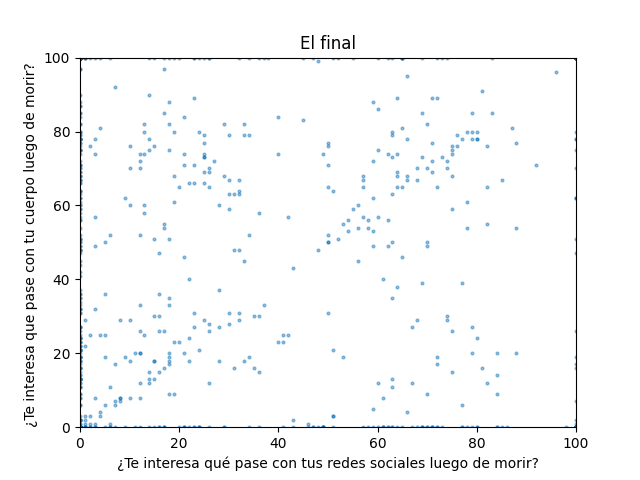 El final
¿Te interesa que pase con tu cuerpo luego de morir?
100
80
60
40
20
0
0 20 40 60 80 100
¿Te interesa qué pase con tus redes sociales luego de morir?